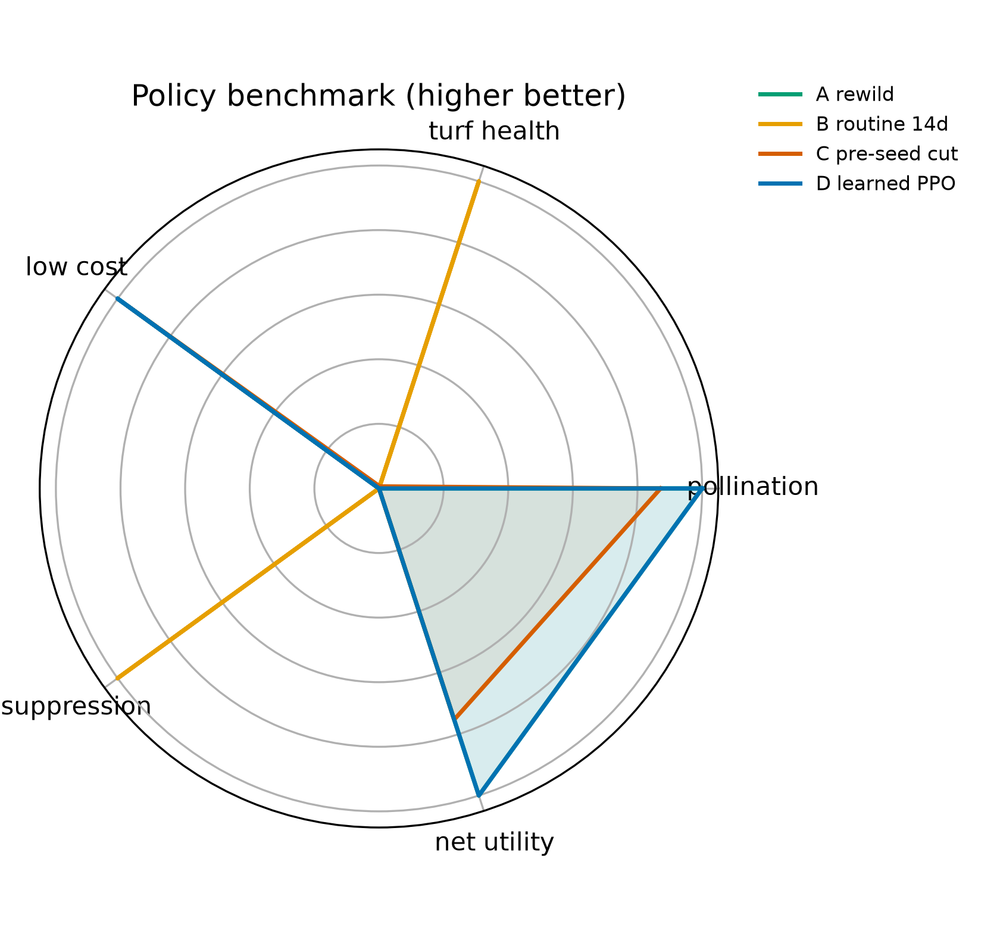 Policy benchmark (higher better)
A rewild
B routine 14d
C pre-seed cut
D learned PPO
turf health
low cost
pollination
suppression
net utility